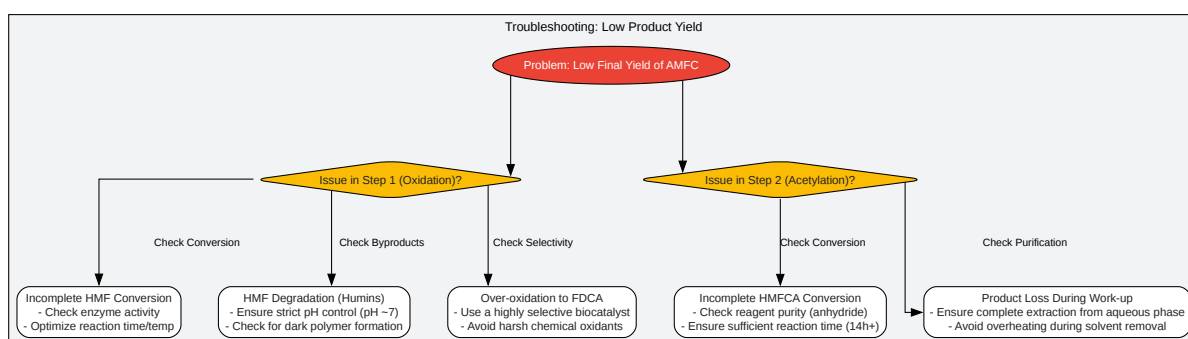 Troubleshooting: Low Product Yield
Problem: Low Final Yield of AMFC
Issue in Step 1 (Oxidation)?
Issue in Step 2 (Acetylation)?
Check Conversion
Check Byproducts
Check Selectivity
Check Conversion
Check Purification
Incomplete HMF Conversion
- Check enzyme activity
- Optimize reaction time/temp
HMF Degradation (Humins)
- Ensure strict pH control (pH ~7)
- Check for dark polymer formation
Over-oxidation to FDCA
- Use a highly selective biocatalyst
- Avoid harsh chemical oxidants
Incomplete HMFCA Conversion
- Check reagent purity (anhydride)
- Ensure sufficient reaction time (14h+)
Product Loss During Work-up
- Ensure complete extraction from aqueous phase
- Avoid overheating during solvent removal